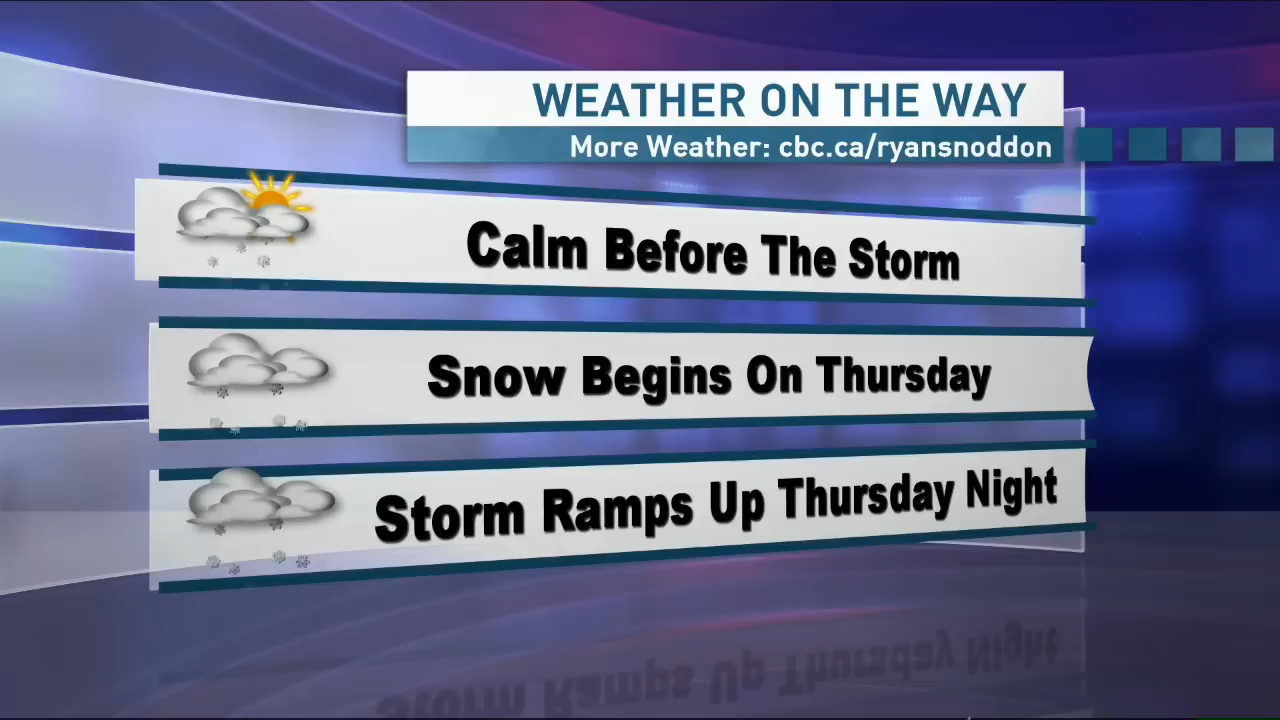 WEATHER ON THE WAY
More Weather: cbc.ca/ryansnoddon
Calm Before The Storm
Snow Begins On Thursday
Storm Ramps Up Thursday Night